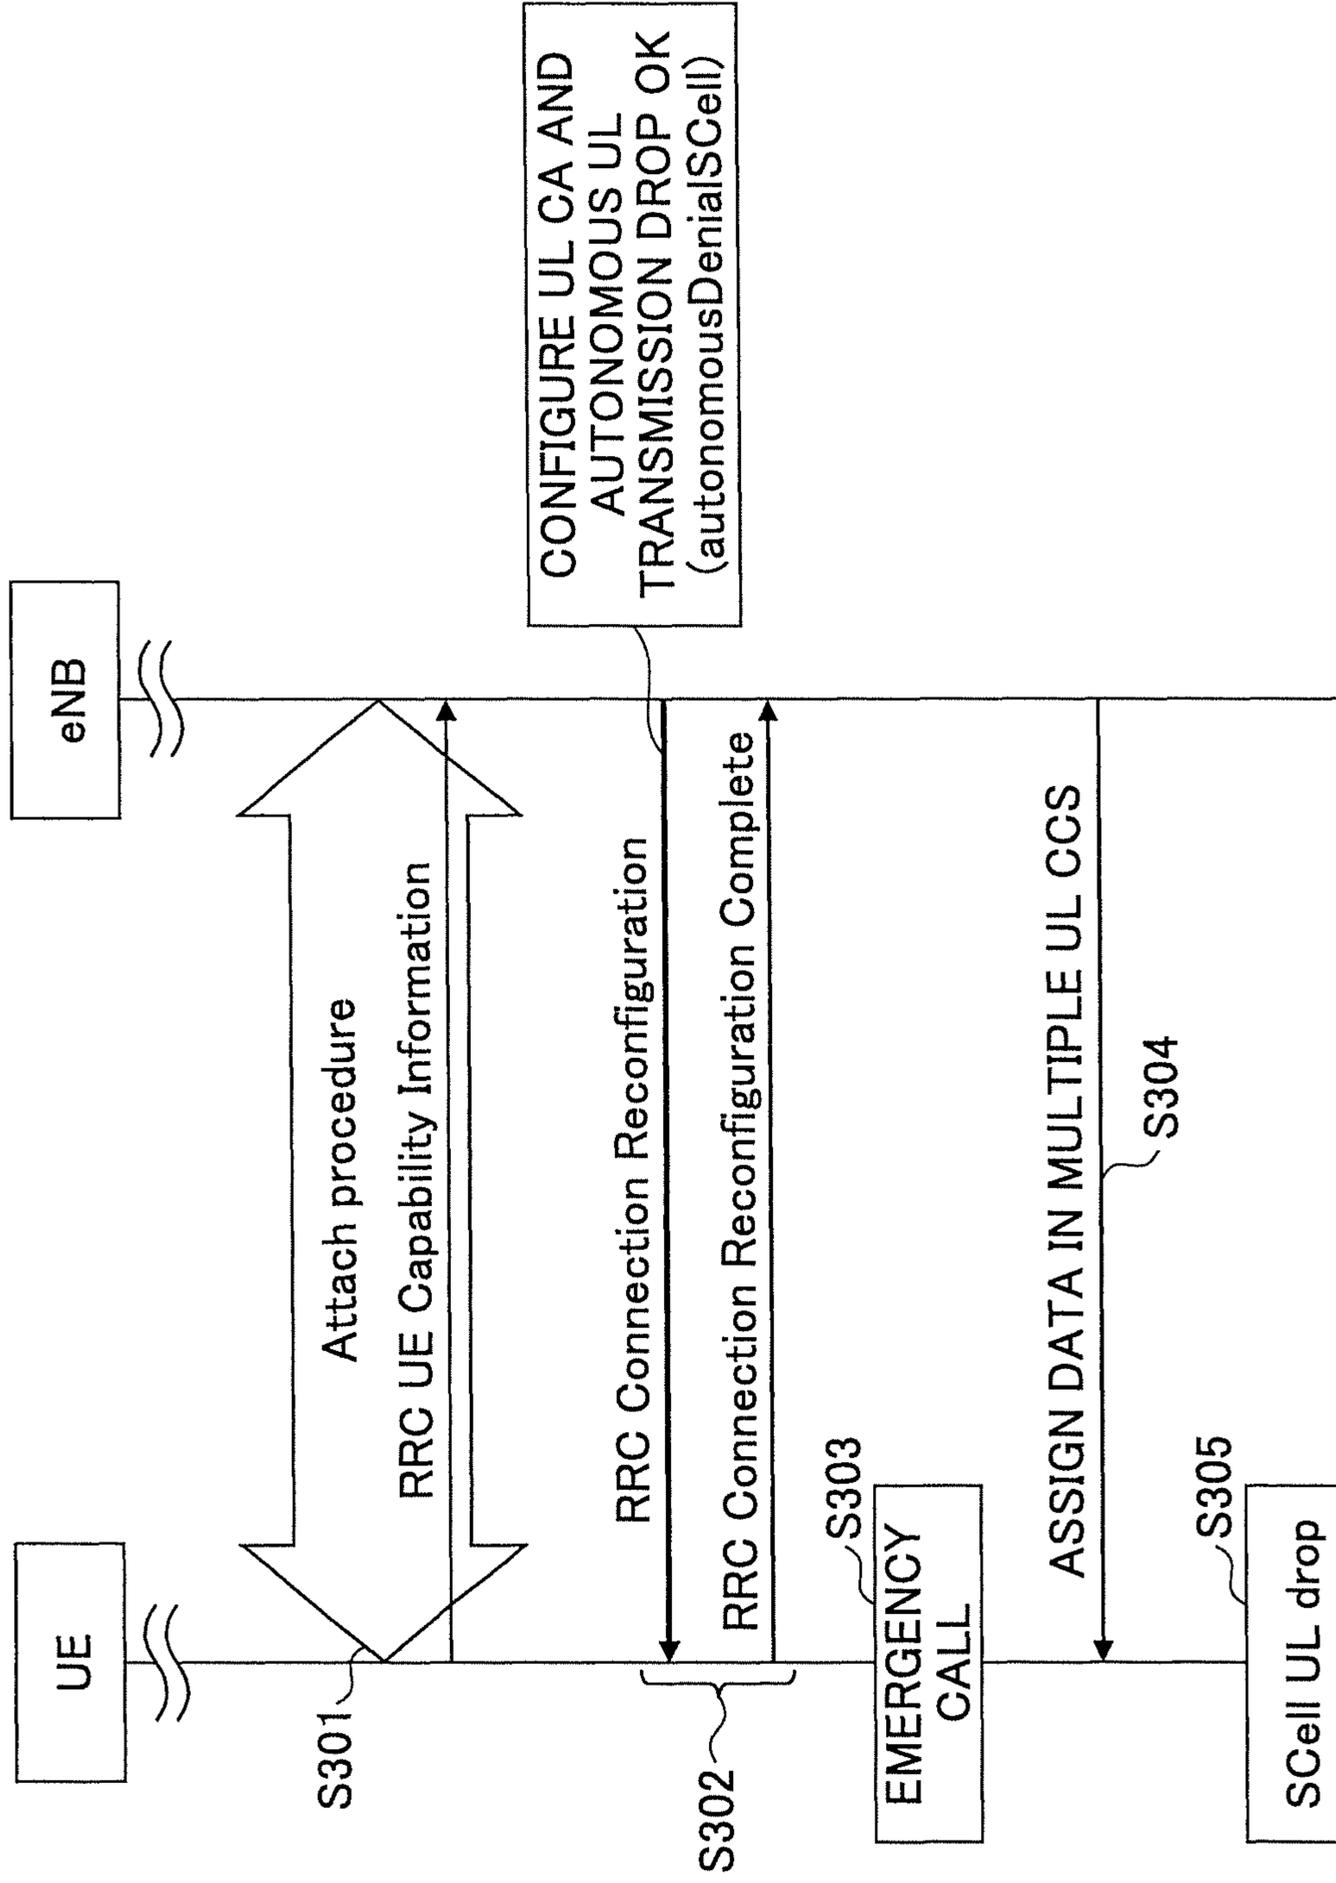 UE
eNB
S301
Attach procedure
RRC UE Capability Information
S302
RRC Connection Reconfiguration
CONFIGURE UL CA AND
AUTONOMOUS UL
TRANSMISSION DROP OK
(autonomousDenialSCell)
RRC Connection Reconfiguration Complete
S303
EMERGENCY
CALL
ASSIGN DATA IN MULTIPLE UL CCS
S304
S305
SCell UL drop